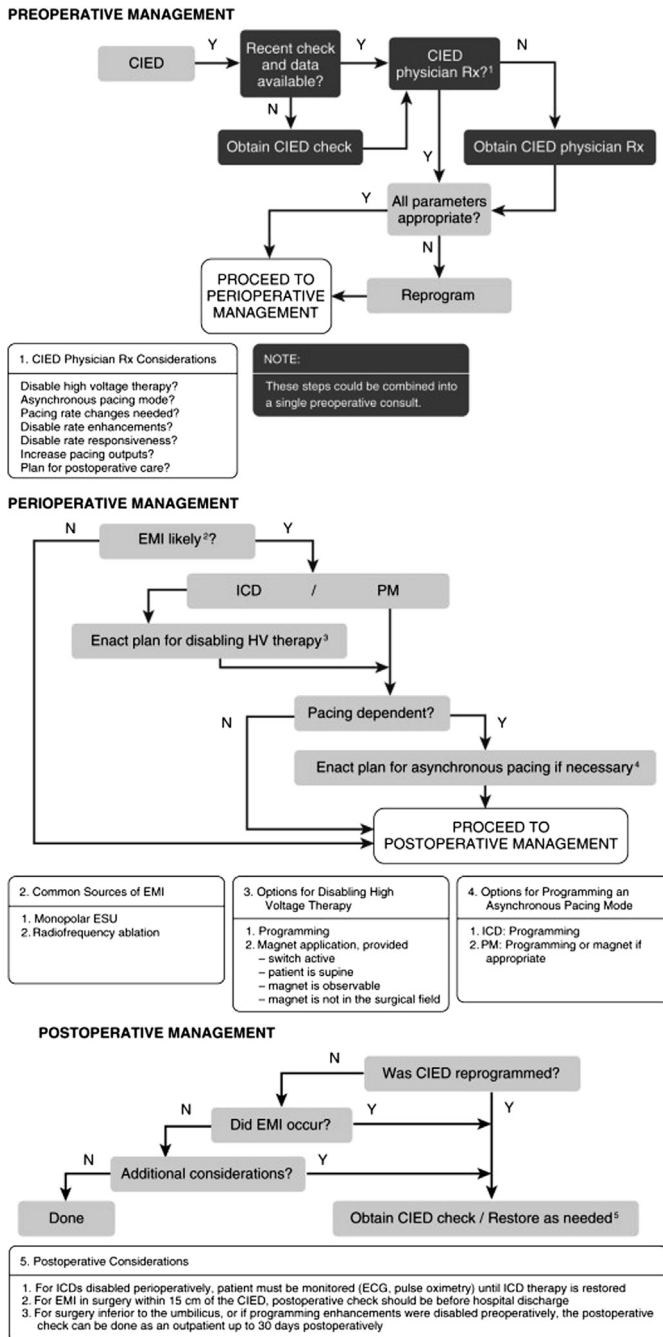 PREOPERATIVE MANAGEMENT
CIED
Y
Recent check
and data
available?
Y
CIED
physician Rx?¹
N
N
Obtain CIED check
Y
Obtain CIED physician Rx
Y
All parameters
appropriate?
N
PROCEED TO
PERIOPERATIVE
MANAGEMENT
Reprogram
1. CIED Physician Rx Considerations
Disable high voltage therapy?
Asynchronous pacing mode?
Pacing rate changes needed?
Disable rate enhancements?
Disable rate responsiveness?
Increase pacing outputs?
Plan for postoperative care?
NOTE:
These steps could be combined into
a single preoperative consult.
PERIOPERATIVE MANAGEMENT
N
EMI likely²?
Y
ICD / PM
Enact plan for disabling HV therapy³
N
Pacing dependent?
Y
Enact plan for asynchronous pacing if necessary⁴
PROCEED TO
POSTOPERATIVE MANAGEMENT
2. Common Sources of EMI
1. Monopolar ESU
2. Radiofrequency ablation
3. Options for Disabling High
Voltage Therapy
1. Programming
2. Magnet application, provided
– switch active
– patient is supine
– magnet is observable
– magnet is not in the surgical field
4. Options for Programming an
Asynchronous Pacing Mode
1. ICD: Programming
2. PM: Programming or magnet if
appropriate
POSTOPERATIVE MANAGEMENT
N
Was CIED reprogrammed?
N
Did EMI occur?
Y
Y
N
Additional considerations?
Y
Done
Obtain CIED check / Restore as needed⁵
5. Postoperative Considerations
1. For ICDs disabled perioperatively, patient must be monitored (ECG, pulse oximetry) until ICD therapy is restored
2. For EMI in surgery within 15 cm of the CIED, postoperative check should be before hospital discharge
3. For surgery inferior to the umbilicus, or if programming enhancements were disabled preoperatively, the postoperative
check can be done as an outpatient up to 30 days postoperatively